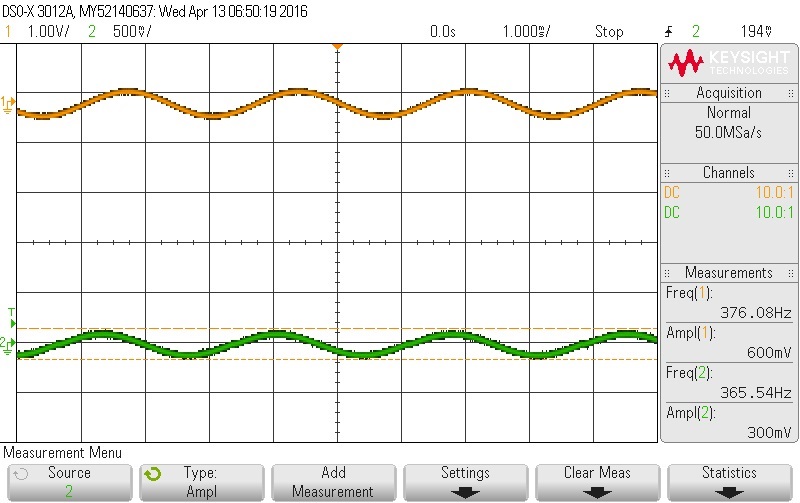 DSO-X 3012A, MY52140637: Wed Apr 13 06:50:19 2016
1 1.00V/ 2 500mV/ 0.0s 1.000ms/ Stop 2 194mV
KEYSIGHT
TECHNOLOGIES
Acquisition
Normal
50.0MSa/s
Channels
DC 10.0:1
DC 10.0:1
Measurements
Freq(1):
376.08Hz
Ampl(1):
600mV
Freq(2):
365.54Hz
Ampl(2):
300mV
1
T
2
Measurement Menu
Source
2
Type:
Ampl
Add
Measurement
Settings
Clear Meas
Statistics